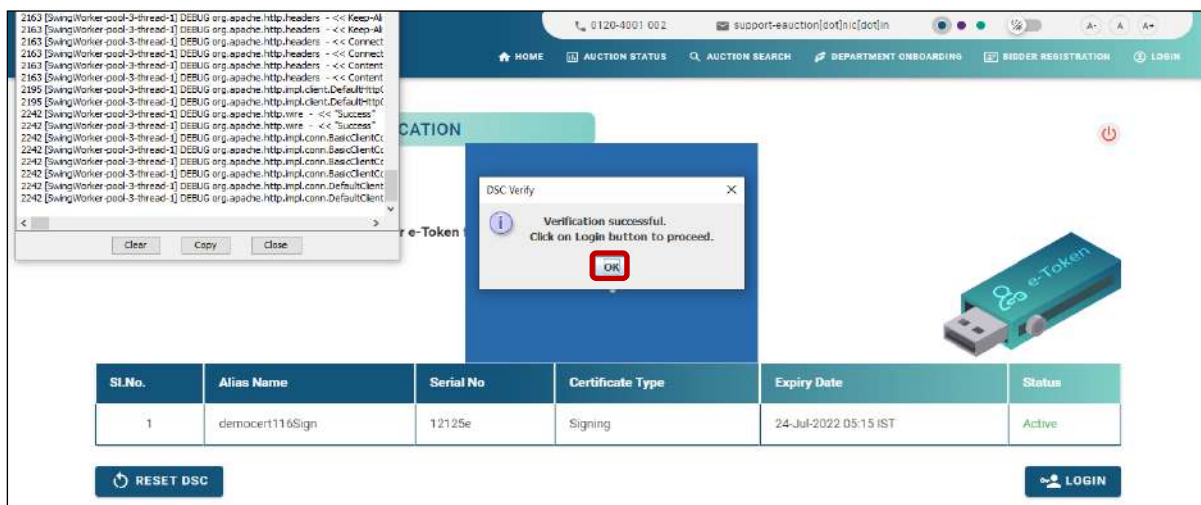 2163 [SwingWorker-pool-3-thread-1] DEBUG org.apache.http.headers - << Keep-Ali
2163 [SwingWorker-pool-3-thread-1] DEBUG org.apache.http.headers - << Keep-Ali
2163 [SwingWorker-pool-3-thread-1] DEBUG org.apache.http.headers - << Connect
2163 [SwingWorker-pool-3-thread-1] DEBUG org.apache.http.headers - << Connect
2163 [SwingWorker-pool-3-thread-1] DEBUG org.apache.http.headers - << Content
2163 [SwingWorker-pool-3-thread-1] DEBUG org.apache.http.headers - << Content
2195 [SwingWorker-pool-3-thread-1] DEBUG org.apache.http.impl.client.DefaultHttpC
2195 [SwingWorker-pool-3-thread-1] DEBUG org.apache.http.impl.client.DefaultHttpC
2242 [SwingWorker-pool-3-thread-1] DEBUG org.apache.http.wire - << "Success"
2242 [SwingWorker-pool-3-thread-1] DEBUG org.apache.http.wire - << "Success"
2242 [SwingWorker-pool-3-thread-1] DEBUG org.apache.http.impl.conn.BasicClientCc
2242 [SwingWorker-pool-3-thread-1] DEBUG org.apache.http.impl.conn.BasicClientCc
2242 [SwingWorker-pool-3-thread-1] DEBUG org.apache.http.impl.conn.BasicClientCc
2242 [SwingWorker-pool-3-thread-1] DEBUG org.apache.http.impl.conn.BasicClientCc
2242 [SwingWorker-pool-3-thread-1] DEBUG org.apache.http.impl.conn.DefaultClient
2242 [SwingWorker-pool-3-thread-1] DEBUG org.apache.http.impl.conn.DefaultClient
Clear Copy Close
0120-4001 002 support-eauction[dot]nic[dot]in A- A A+
HOME AUCTION STATUS AUCTION SEARCH DEPARTMENT ONBOARDING BIDDER REGISTRATION LOGIN
CATION
r e-Token
DSC Verify
Verification successful.
Click on Login button to proceed.
OK
e-Token
Sl.No. Alias Name Serial No Certificate Type Expiry Date Status
1 democert116Sign 12125e Signing 24-Jul-2022 05:15 IST Active
RESET DSC LOGIN